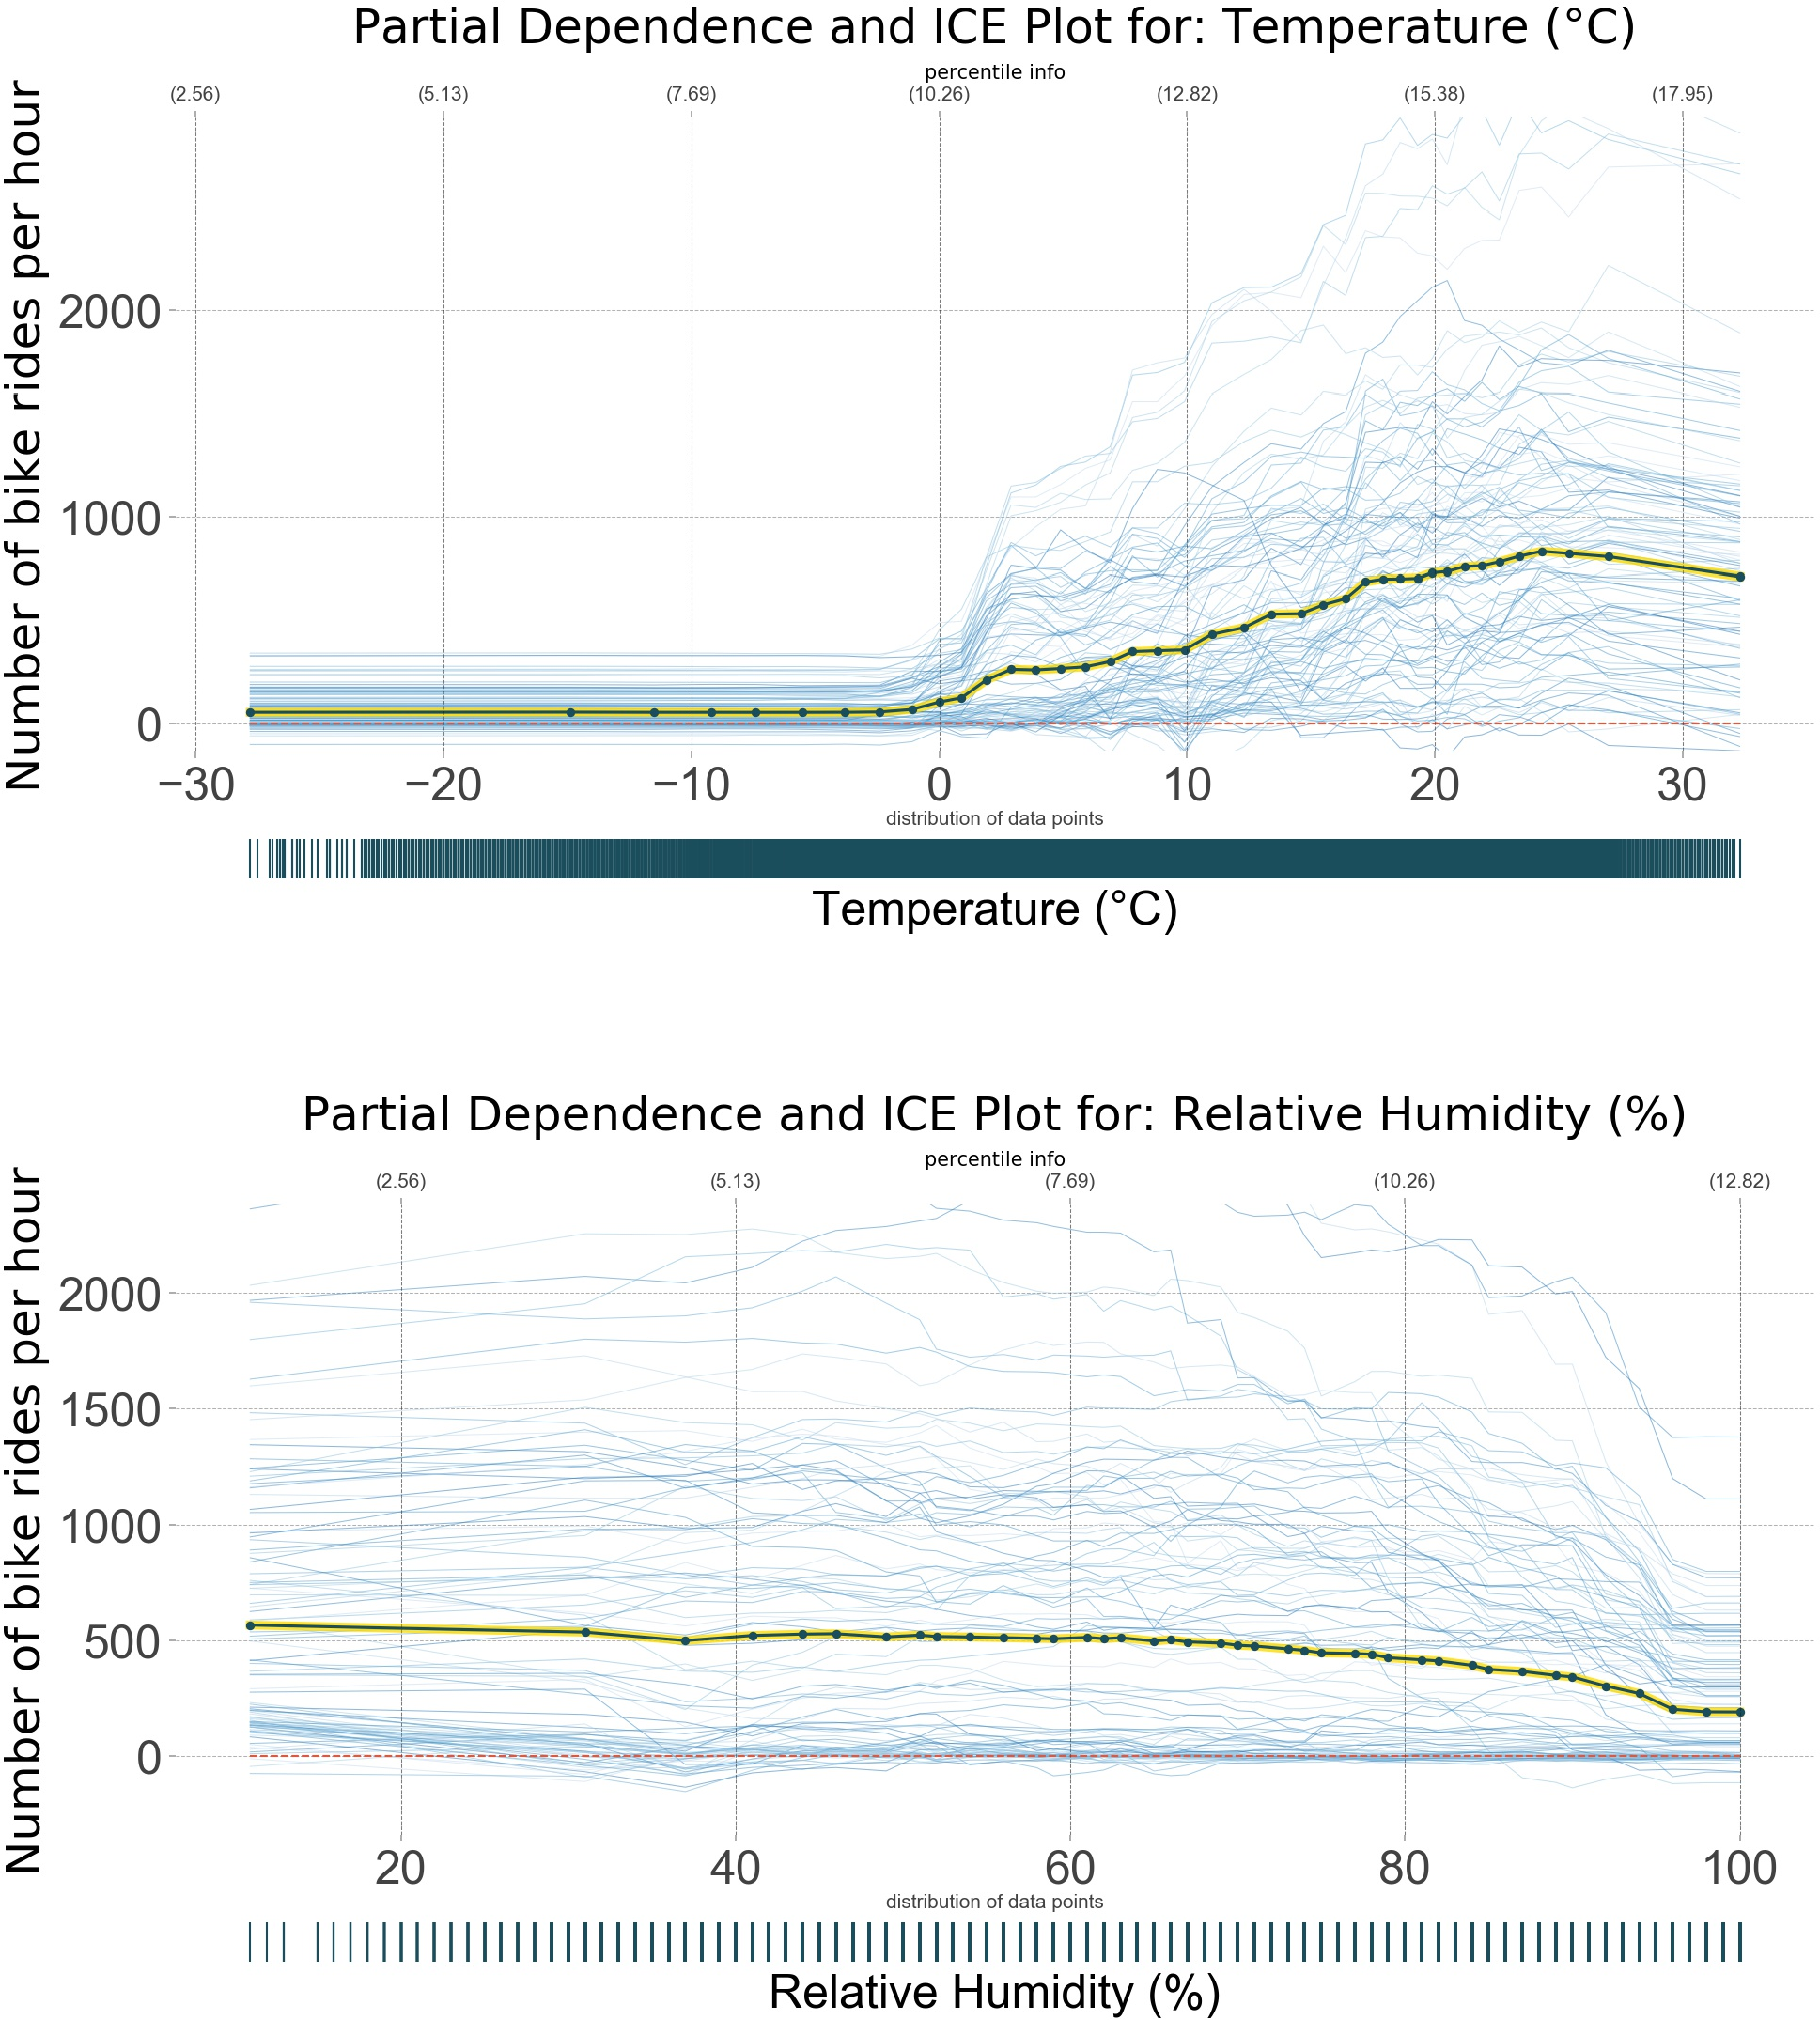 Partial Dependence and ICE Plot for: Temperature (°C)
percentile info
(2.56) (5.13) (7.69) (10.26) (12.82) (15.38) (17.95)
Number of bike rides per hour
2000
1000
0
−30 −20 −10 0 10 20 30
distribution of data points
Temperature (°C)
Partial Dependence and ICE Plot for: Relative Humidity (%)
percentile info
(2.56) (5.13) (7.69) (10.26) (12.82)
Number of bike rides per hour
2000
1500
1000
500
0
20 40 60 80 100
distribution of data points
Relative Humidity (%)